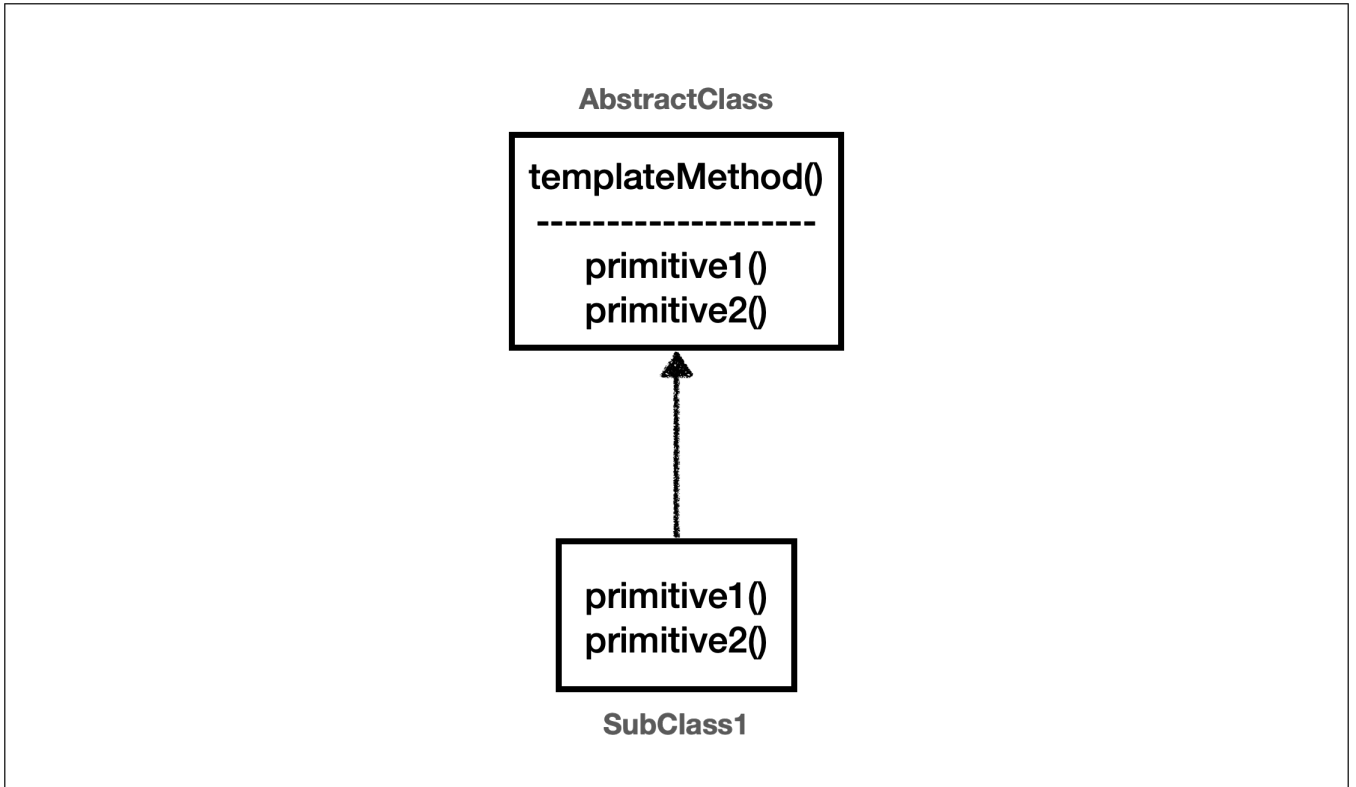 AbstractClass
templateMethod()
--------------------
primitive1()
primitive2()
primitive1()
primitive2()
SubClass1